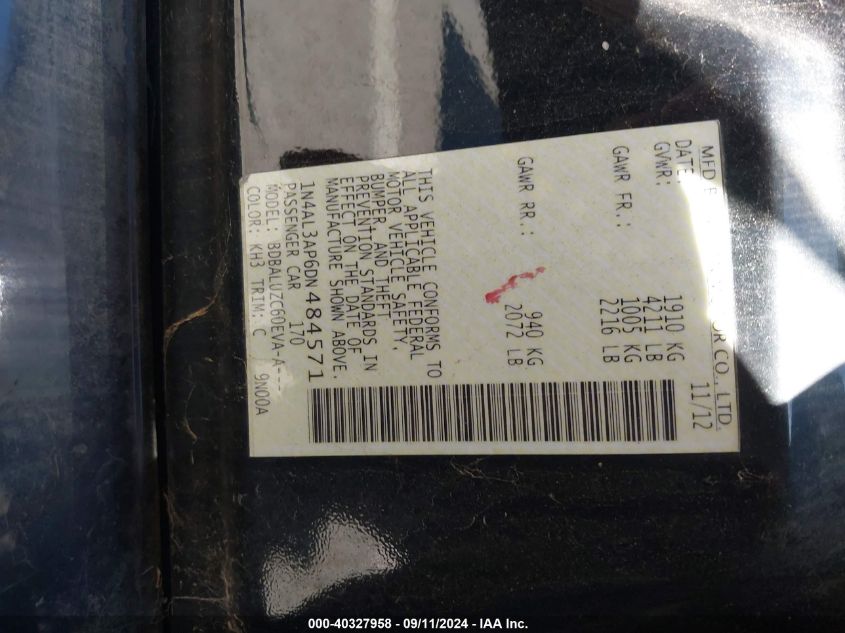 MFD
OR CO., LTD.
DATE: 11/12
GVWR: 1910 KG
4211 LB
GAWR FR.: 1005 KG
2216 LB
GAWR RR.: 940 KG
2072 LB
THIS VEHICLE CONFORMS TO
ALL APPLICABLE FEDERAL
MOTOR VEHICLE SAFETY,
BUMPER, AND THEFT
PREVENTION STANDARDS IN
EFFECT ON THE DATE OF
MANUFACTURE SHOWN ABOVE.
1N4AL3AP6DN484571
PASSENGER CAR 170
MODEL: BDBALUZC60EVA-A---
COLOR: KH3 TRIM: C 9N00A
000-40327958 - 09/11/2024 - IAA Inc.